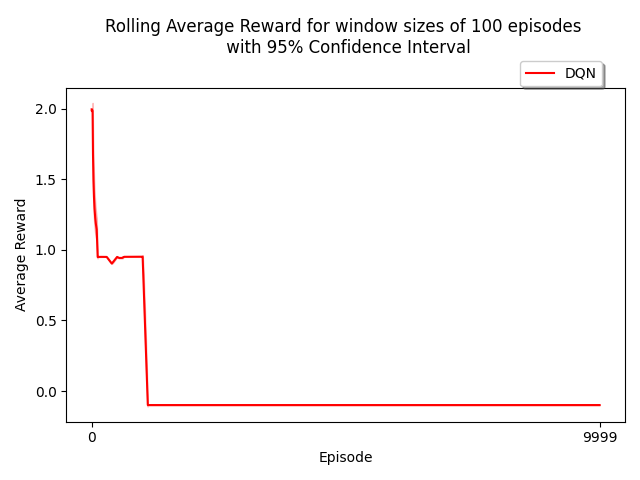 Rolling Average Reward for window sizes of 100 episodes
with 95% Confidence Interval
DQN
2.0
1.5
1.0
0.5
0.0
Average Reward
0
9999
Episode